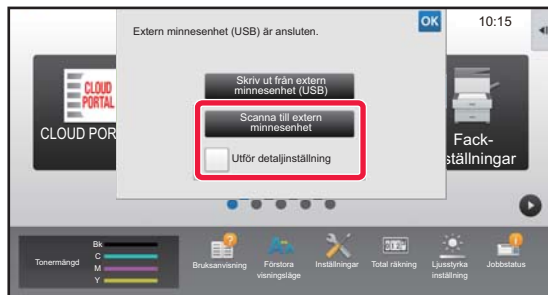 Extern minnesenhet (USB) är ansluten.
OK
10:15
Skriv ut från extern
minnesenhet (USB)
Scanna till extern
minnesenhet
Utför detaljinställning
CLOUD
PORTAL
CLOUD POR
Fack-
ställningar
Tonermängd
Bk
C
M
Y
Bruksanvisning
Förstora
visningsläge
Inställningar
Total räkning
Ljusstyrka
inställning
Jobbstatus